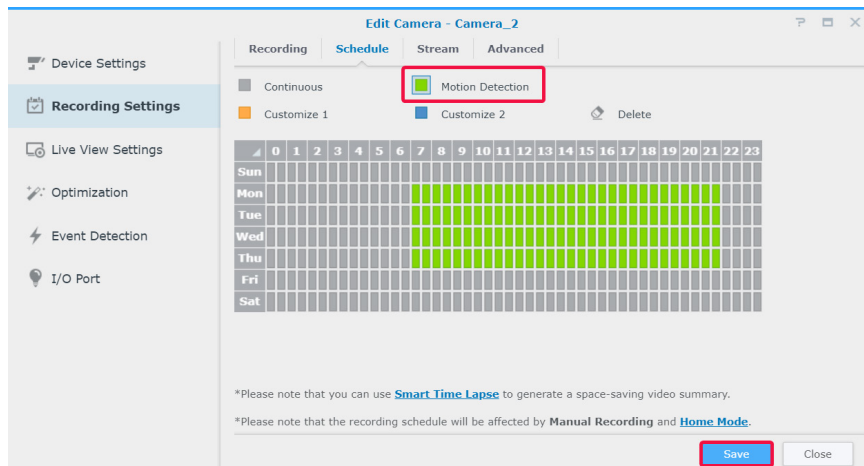 Edit Camera - Camera_2
Device Settings
Recording Settings
Live View Settings
Optimization
Event Detection
I/O Port
Recording Schedule Stream Advanced
Continuous Motion Detection
Customize 1 Customize 2 Delete
0 1 2 3 4 5 6 7 8 9 10 11 12 13 14 15 16 17 18 19 20 21 22 23
Sun
Mon
Tue
Wed
Thu
Fri
Sat
*Please note that you can use Smart Time Lapse to generate a space-saving video summary.
*Please note that the recording schedule will be affected by Manual Recording and Home Mode.
Save Close